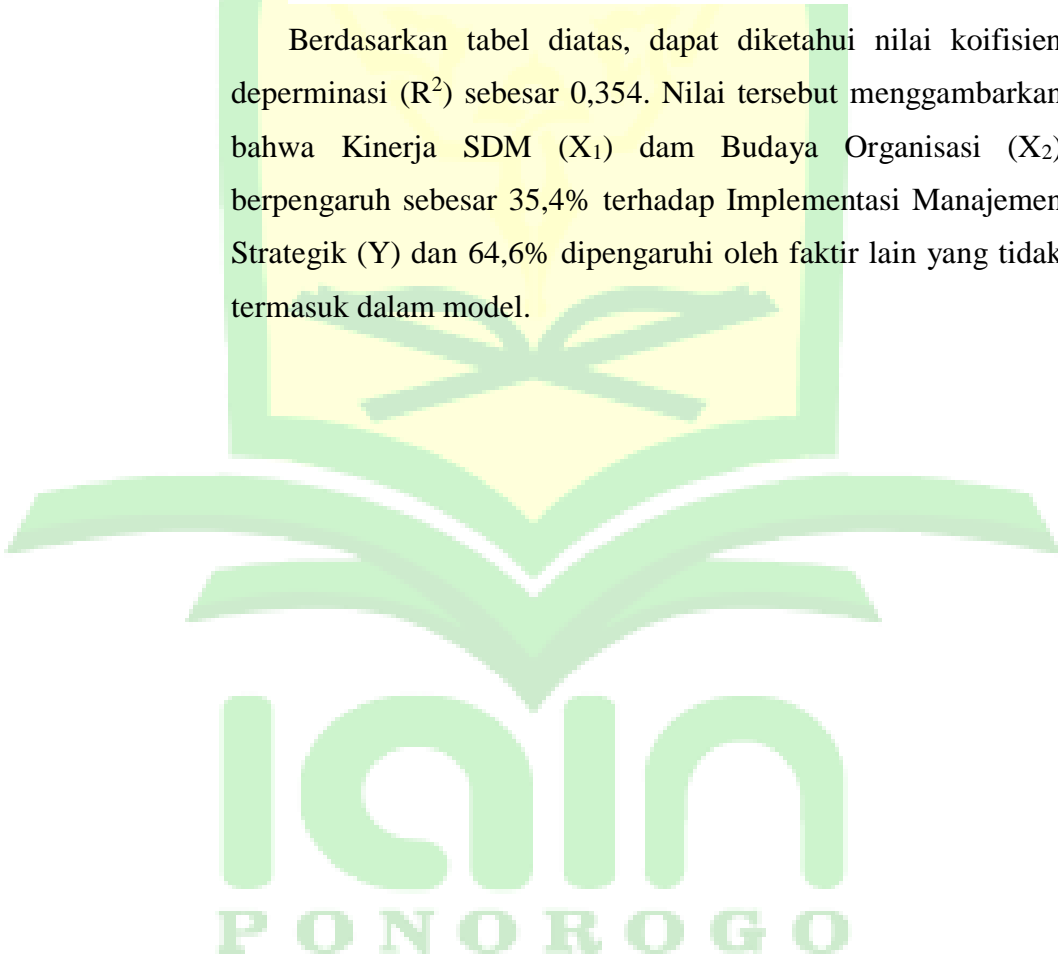 Berdasarkan tabel diatas, dapat diketahui nilai koifisien
deperminasi (R²) sebesar 0,354. Nilai tersebut menggambarkan
bahwa Kinerja SDM (X₁) dam Budaya Organisasi (X₂)
berpengaruh sebesar 35,4% terhadap Implementasi Manajemen
Strategik (Y) dan 64,6% dipengaruhi oleh faktir lain yang tidak
termasuk dalam model.
iain
PONOROGO